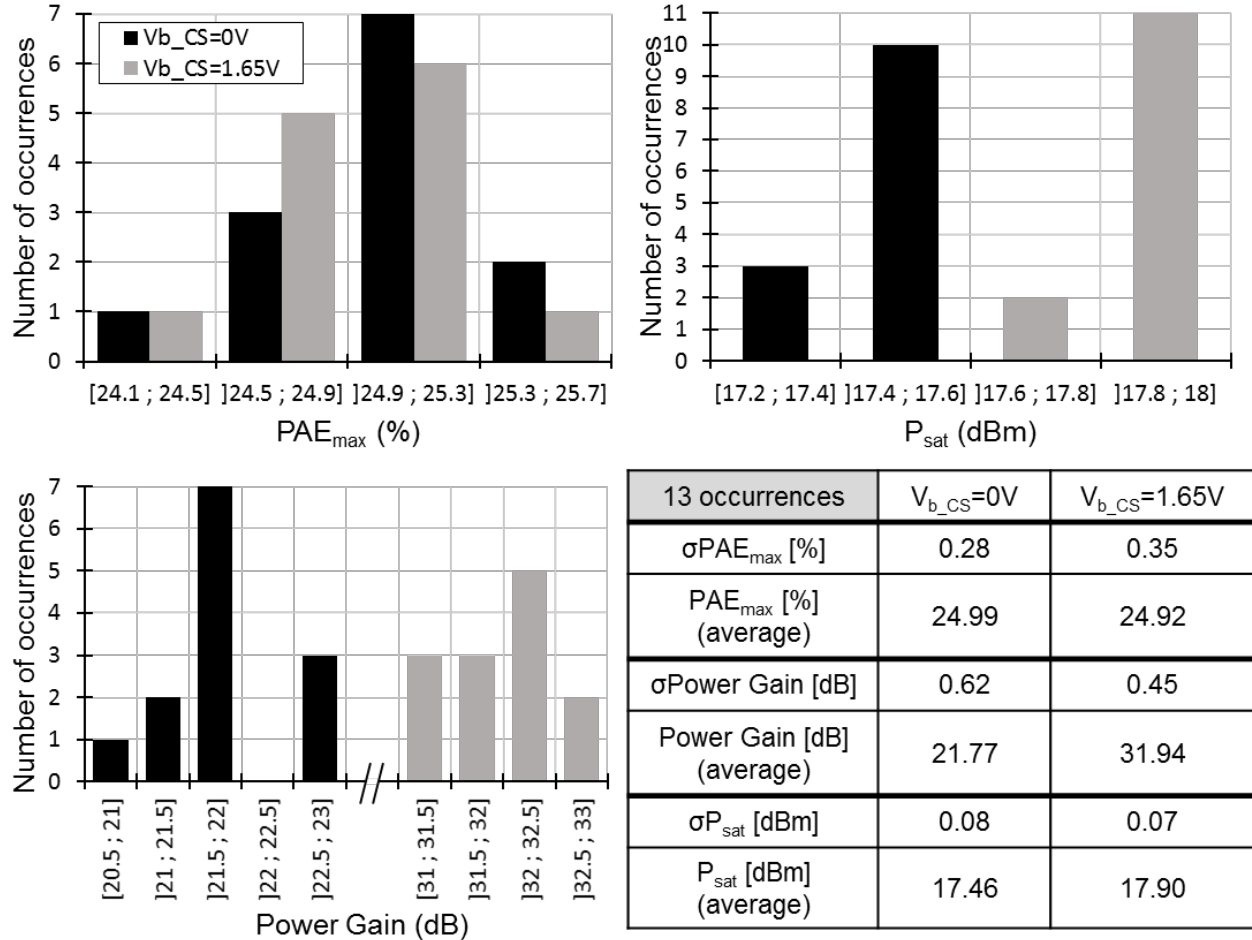 Number of occurrences
7
6
5
4
3
2
1
0
Vb_CS=0V
Vb_CS=1.65V
[24.1 ; 24.5] ]24.5 ; 24.9] ]24.9 ; 25.3] ]25.3 ; 25.7]
PAEmax (%)
Number of occurrences
11
10
9
8
7
6
5
4
3
2
1
0
[17.2 ; 17.4] ]17.4 ; 17.6] ]17.6 ; 17.8] ]17.8 ; 18]
Psat (dBm)
Number of occurrences
7
6
5
4
3
2
1
0
[20.5 ; 21]
]21 ; 21.5]
]21.5 ; 22]
]22 ; 22.5]
]22.5 ; 23]
//
[31 ; 31.5]
]31.5 ; 32]
]32 ; 32.5]
]32.5 ; 33]
Power Gain (dB)
13 occurrences Vb_CS=0V Vb_CS=1.65V
σPAEmax [%] 0.28 0.35
PAEmax [%]
(average) 24.99 24.92
σPower Gain [dB] 0.62 0.45
Power Gain [dB]
(average) 21.77 31.94
σPsat [dBm] 0.08 0.07
Psat [dBm]
(average) 17.46 17.90